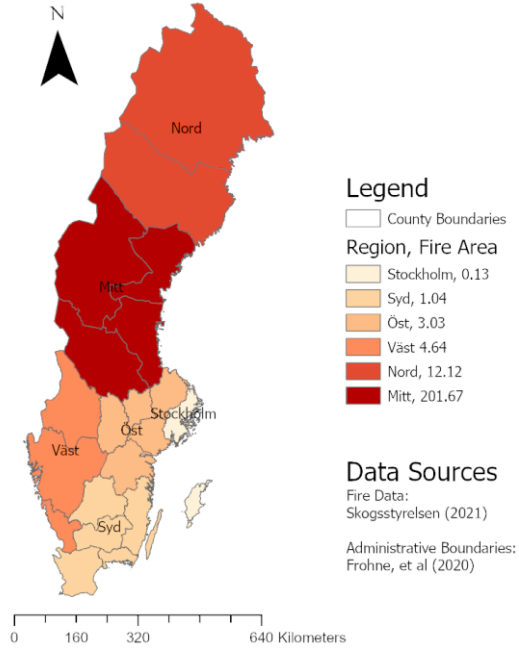 N
Nord
Mitt
Stockholm
Öst
Väst
Syd
0 160 320 640 Kilometers
Legend
County Boundaries
Region, Fire Area
Stockholm, 0.13
Syd, 1.04
Öst, 3.03
Väst 4.64
Nord, 12.12
Mitt, 201.67
Data Sources
Fire Data:
Skogsstyrelsen (2021)
Administrative Boundaries:
Frohne, et al (2020)